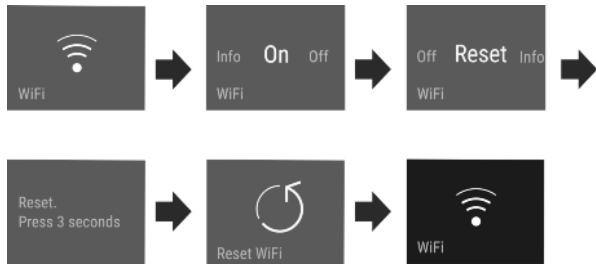 WiFi
Info On Off
WiFi
Off Reset Info
WiFi
Reset.
Press 3 seconds
Reset WiFi
WiFi